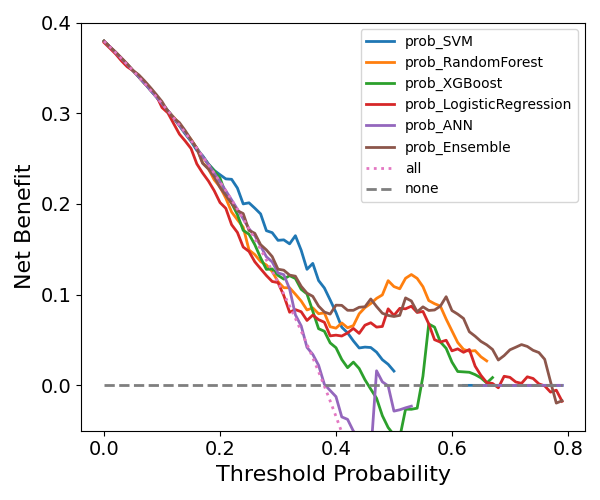 0.4
0.3
0.2
0.1
0.0
Net Benefit
prob_SVM
prob_RandomForest
prob_XGBoost
prob_LogisticRegression
prob_ANN
prob_Ensemble
all
none
0.0 0.2 0.4 0.6 0.8
Threshold Probability